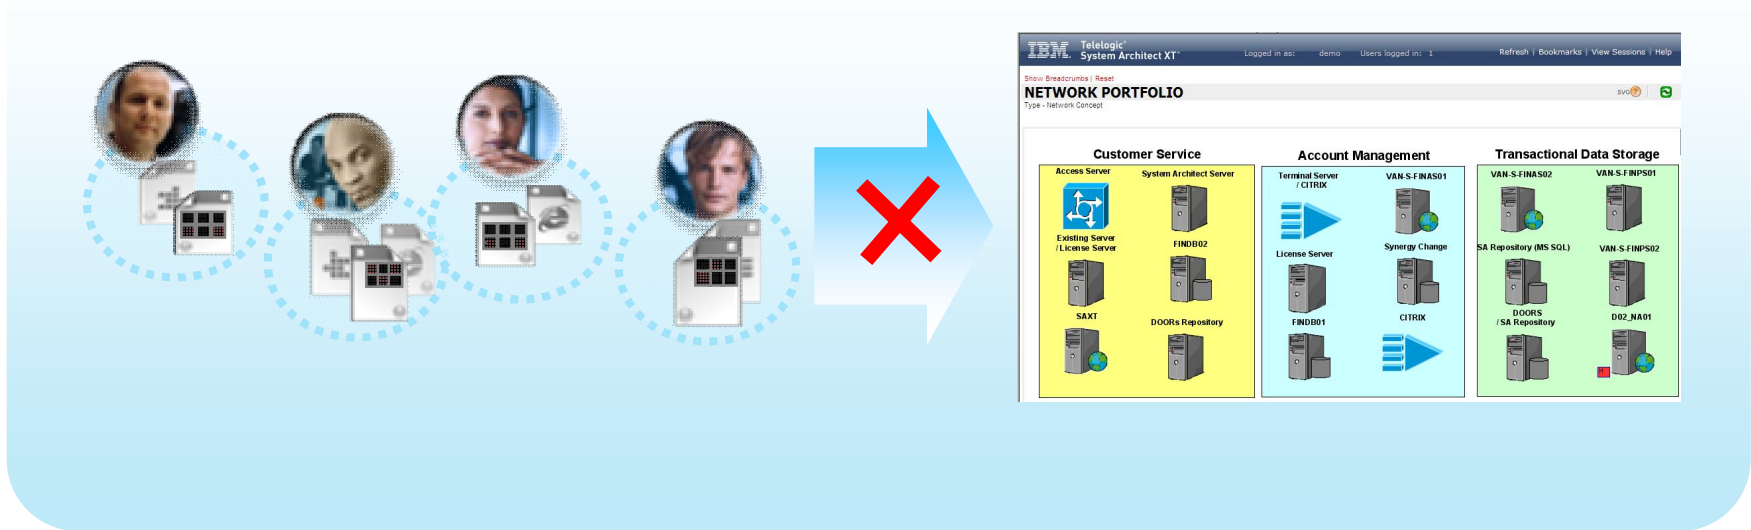 IBM. Telelogic®
System Architect XT™
Logged in as: demo Users logged in: 1
Refresh | Bookmarks | View Sessions | Help
Show Breadcrumbs | Reset
NETWORK PORTFOLIO
SVG ?
Type - Network Concept
Customer Service
Access Server
System Architect Server
Existing Server
/ License Server
FINDB02
SAXT
DOORs Repository
Account Management
Terminal Server
/ CITRIX
VAN-S-FINAS01
License Server
Synergy Change
FINDB01
CITRIX
Transactional Data Storage
VAN-S-FINAS02
VAN-S-FINPS01
SA Repository (MS SQL)
VAN-S-FINPS02
DOORS
/ SA Repository
D02_NA01
H